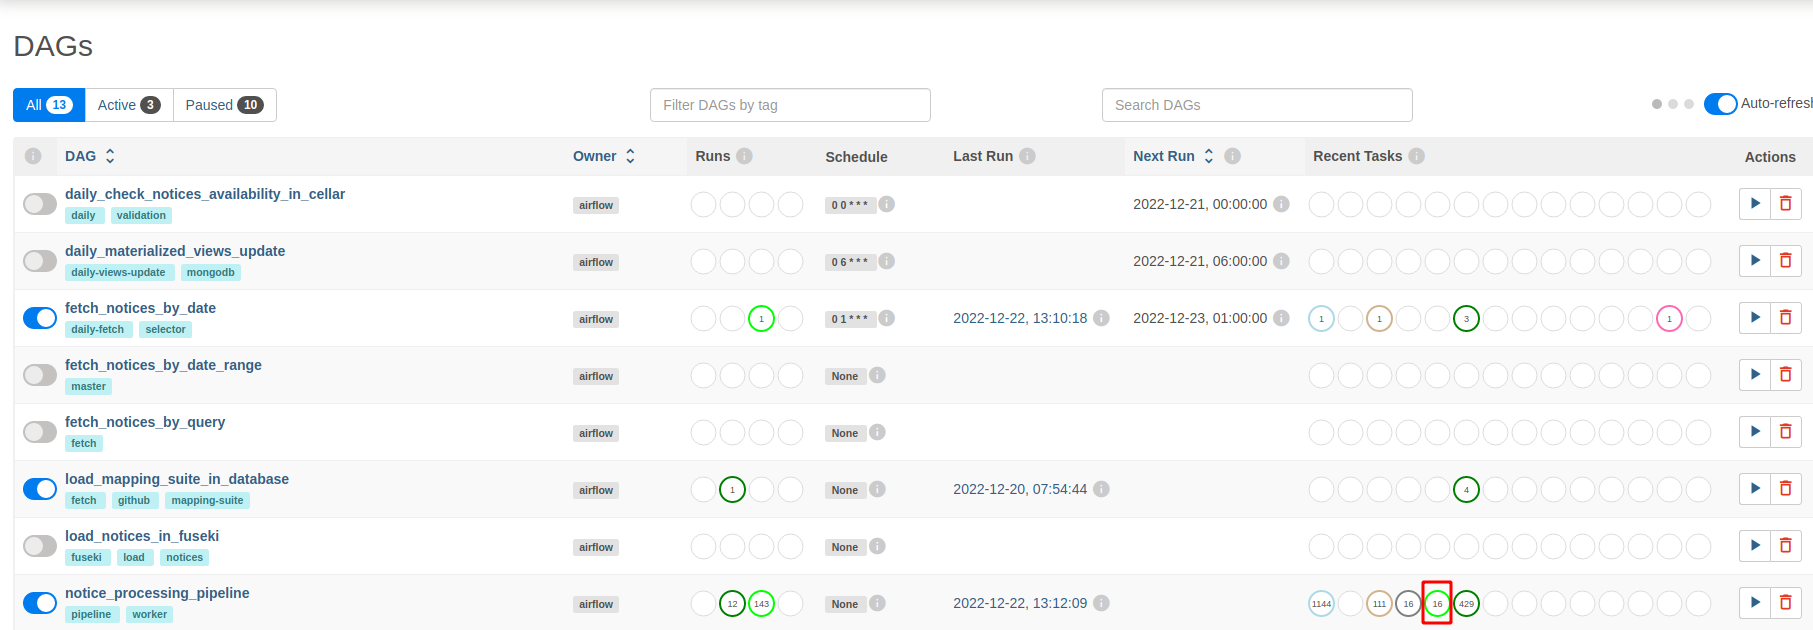 DAGs
All 13 Active 3 Paused 10 Filter DAGs by tag Search DAGs Auto-refresh
i DAG Owner Runs i Schedule Last Run i Next Run i Recent Tasks i Actions
daily_check_notices_availability_in_cellar
airflow 0 0 * * * i 2022-12-21, 00:00:00 i
daily validation
daily_materialized_views_update
airflow 0 6 * * * i 2022-12-21, 06:00:00 i
daily-views-update mongodb
fetch_notices_by_date
airflow 1 0 1 * * * i 2022-12-22, 13:10:18 i 2022-12-23, 01:00:00 i 1 1 3 1
daily-fetch selector
fetch_notices_by_date_range
airflow None i
master
fetch_notices_by_query
airflow None i
fetch
load_mapping_suite_in_database
airflow 1 None i 2022-12-20, 07:54:44 i 4
fetch github mapping-suite
load_notices_in_fuseki
airflow None i
fuseki load notices
notice_processing_pipeline
airflow 12 143 None i 2022-12-22, 13:12:09 i 1144 111 16 16 429
pipeline worker